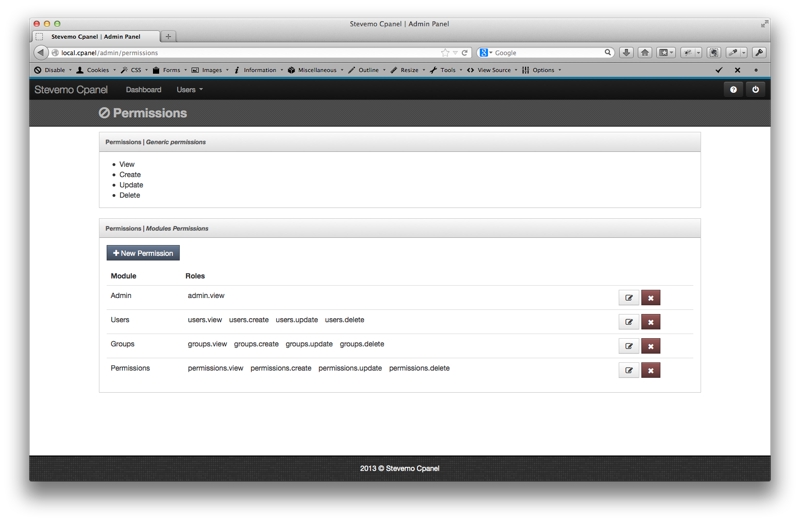 Stevemo Cpanel | Admin Panel
Stevemo Cpanel | Admin Panel
local.cpanel/admin/permissions
Google
Disable Cookies CSS Forms Images Information Miscellaneous Outline Resize Tools View Source Options
Stevemo Cpanel Dashboard Users
Permissions
Permissions | Generic permissions
View
Create
Update
Delete
Permissions | Modules Permissions
New Permission
Module Roles
Admin admin.view
Users users.view users.create users.update users.delete
Groups groups.view groups.create groups.update groups.delete
Permissions permissions.view permissions.create permissions.update permissions.delete
2013 © Stevemo Cpanel